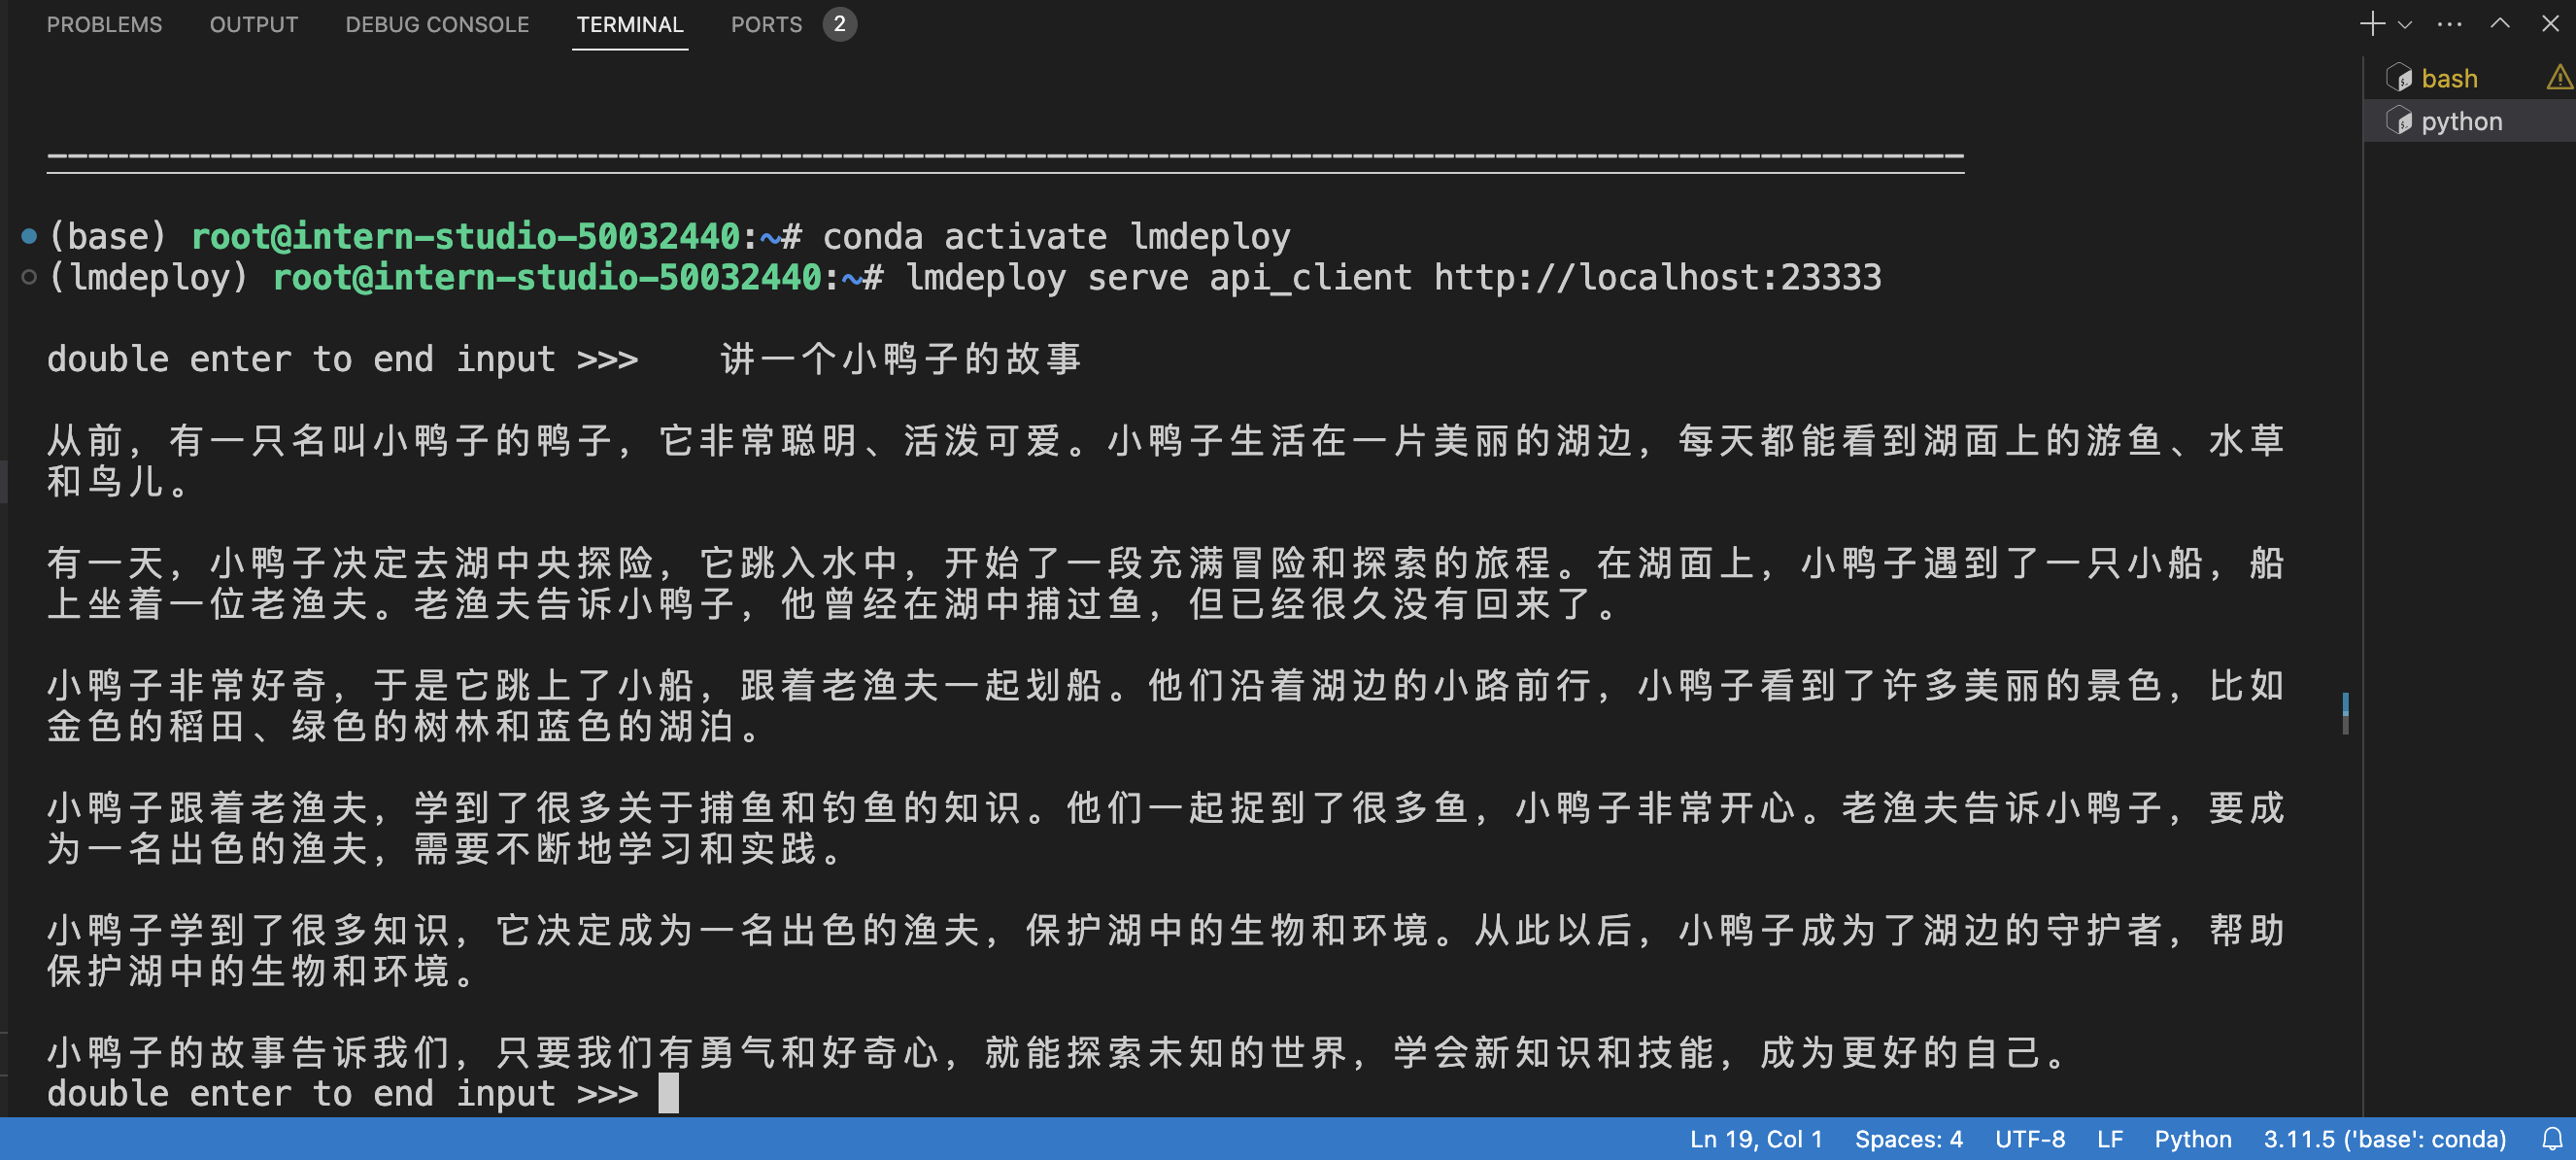 PROBLEMS OUTPUT DEBUG CONSOLE TERMINAL PORTS 2
bash
python
(base) root@intern-studio-50032440:~# conda activate lmdeploy
(lmdeploy) root@intern-studio-50032440:~# lmdeploy serve api_client http://localhost:23333
double enter to end input >>> 讲一个小鸭子的故事
从前，有一只名叫小鸭子的鸭子，它非常聪明、活泼可爱。小鸭子生活在一片美丽的湖边，每天都能看到湖面上的游鱼、水草
和鸟儿。
有一天，小鸭子决定去湖中央探险，它跳入水中，开始了一段充满冒险和探索的旅程。在湖面上，小鸭子遇到了一只小船，船
上坐着一位老渔夫。老渔夫告诉小鸭子，他曾经在湖中捕过鱼，但已经很久没有回来了。
小鸭子非常好奇，于是它跳上了小船，跟着老渔夫一起划船。他们沿着湖边的小路前行，小鸭子看到了许多美丽的景色，比如
金色的稻田、绿色的树林和蓝色的湖泊。
小鸭子跟着老渔夫，学到了很多关于捕鱼和钓鱼的知识。他们一起捉到了很多鱼，小鸭子非常开心。老渔夫告诉小鸭子，要成
为一名出色的渔夫，需要不断地学习和实践。
小鸭子学到了很多知识，它决定成为一名出色的渔夫，保护湖中的生物和环境。从此以后，小鸭子成为了湖边的守护者，帮助
保护湖中的生物和环境。
小鸭子的故事告诉我们，只要我们有勇气和好奇心，就能探索未知的世界，学会新知识和技能，成为更好的自己。
double enter to end input >>>
Ln 19, Col 1 Spaces: 4 UTF-8 LF Python 3.11.5 ('base': conda)